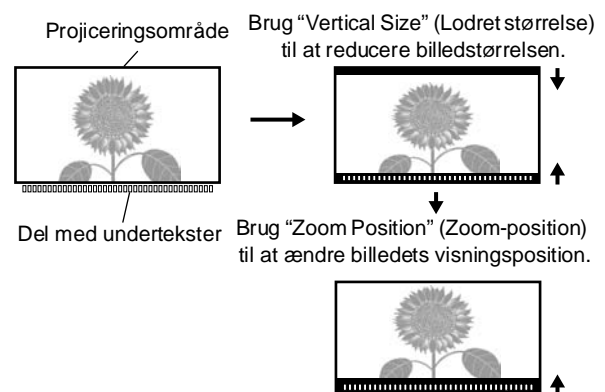 Projiceringsområde
Brug “Vertical Size” (Lodret størrelse)
til at reducere billedstørrelsen.
Del med undertekster
Brug “Zoom Position” (Zoom-position)
til at ændre billedets visningsposition.